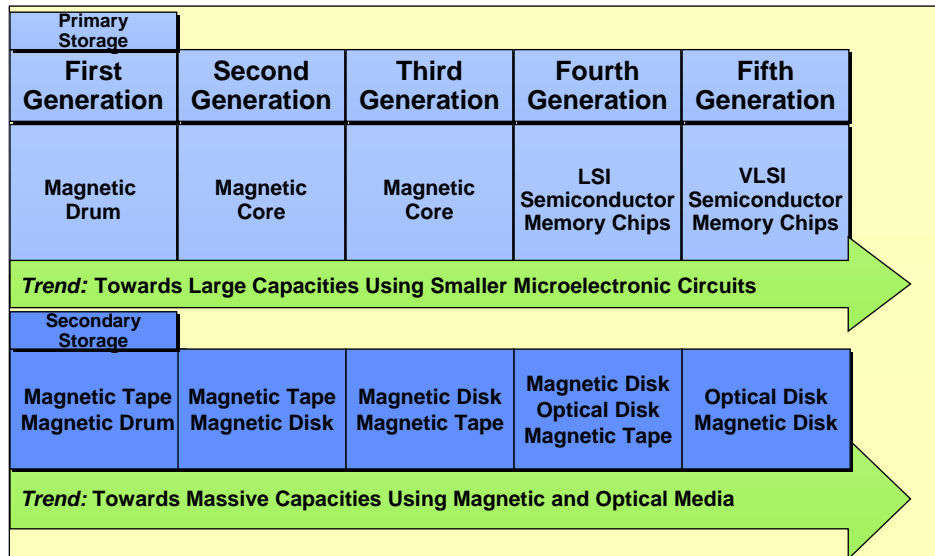 Primary
Storage
First
Generation
Second
Generation
Third
Generation
Fourth
Generation
Fifth
Generation
Magnetic
Drum
Magnetic
Core
Magnetic
Core
LSI
Semiconductor
Memory Chips
VLSI
Semiconductor
Memory Chips
Trend: Towards Large Capacities Using Smaller Microelectronic Circuits
Secondary
Storage
Magnetic Tape
Magnetic Drum
Magnetic Tape
Magnetic Disk
Magnetic Disk
Magnetic Tape
Magnetic Disk
Optical Disk
Magnetic Tape
Optical Disk
Magnetic Disk
Trend: Towards Massive Capacities Using Magnetic and Optical Media